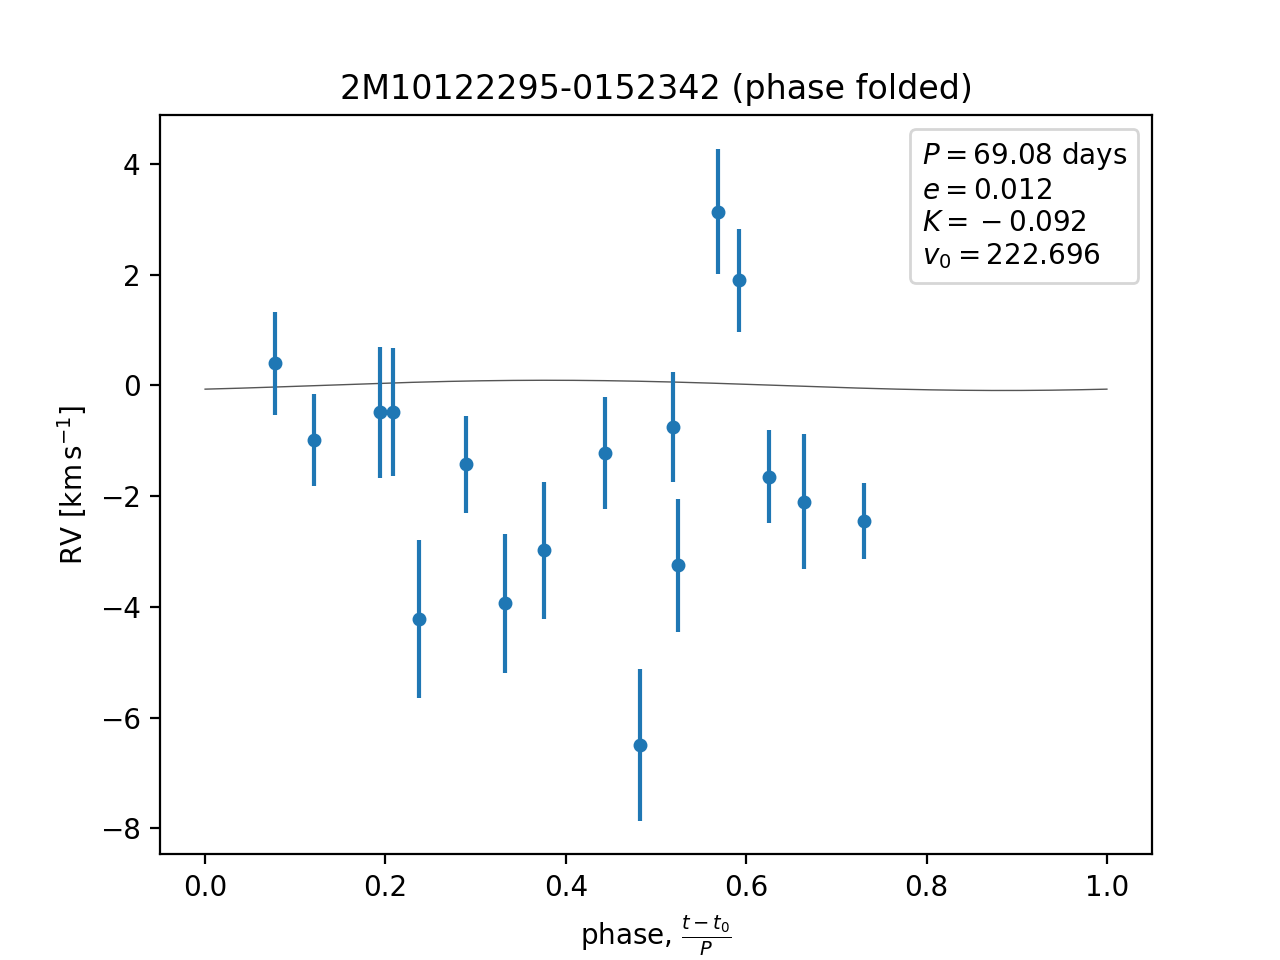 2M10122295-0152342 (phase folded)
P = 69.08 days
e = 0.012
K = −0.092
v₀ = 222.696
RV [km s⁻¹]
4
2
0
−2
−4
−6
−8
0.0 0.2 0.4 0.6 0.8 1.0
phase, (t − t₀)/P